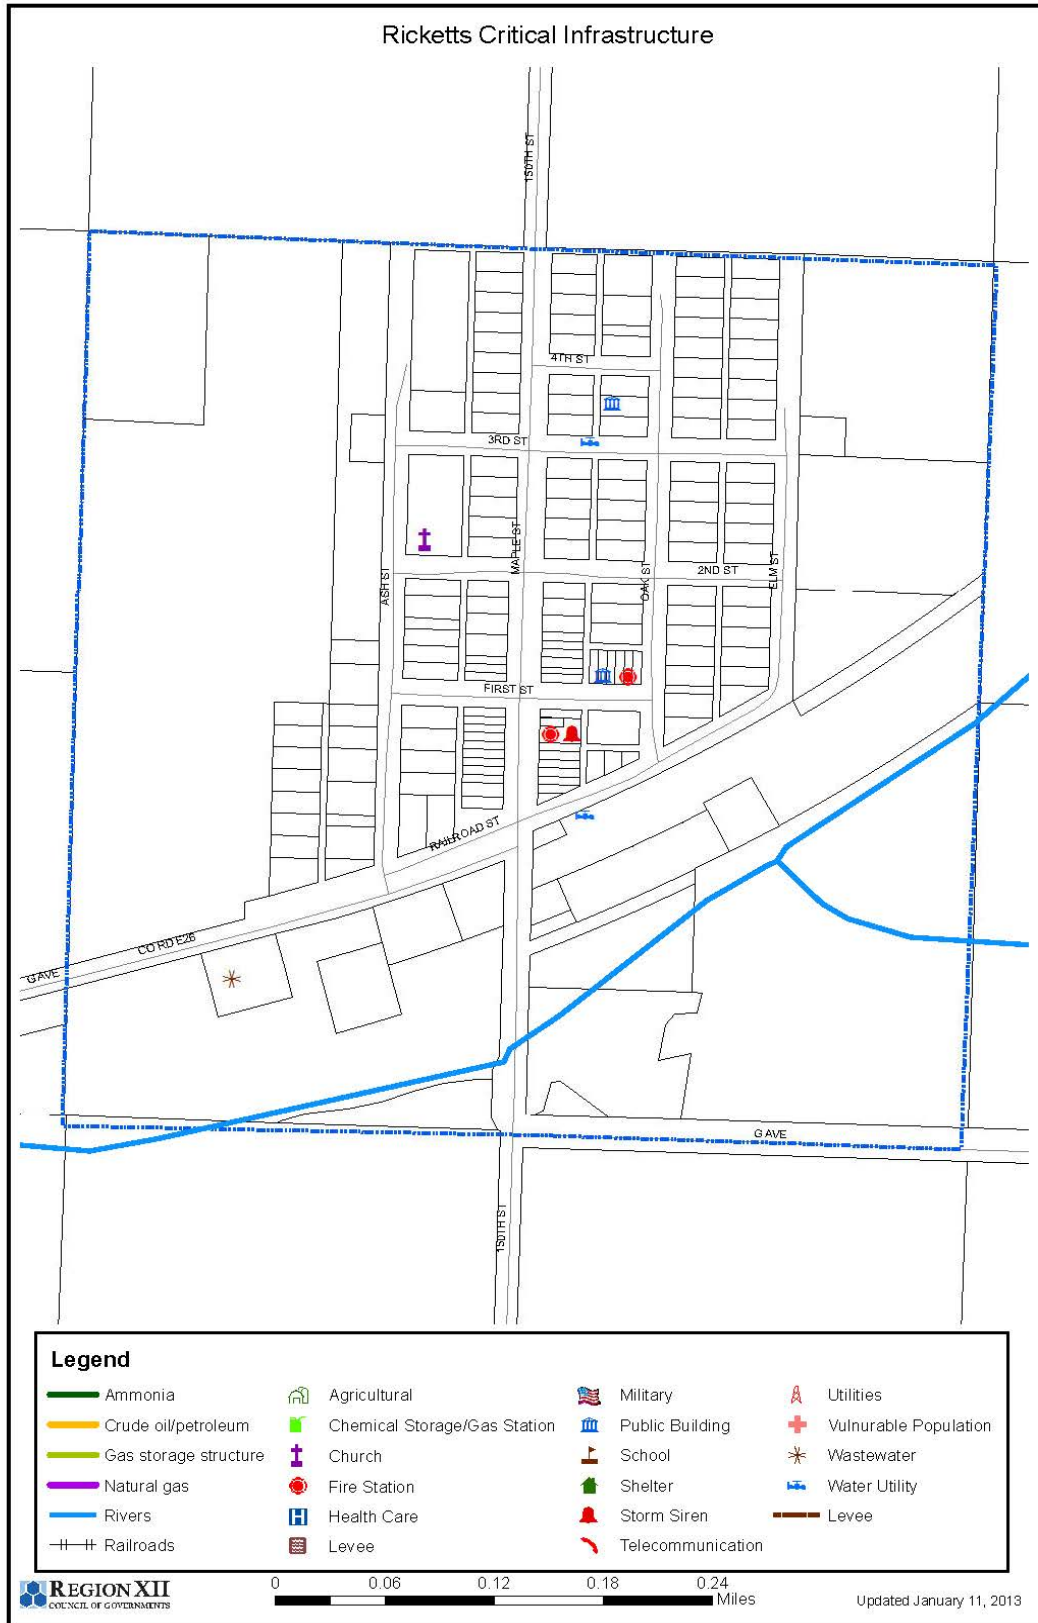 Ricketts Critical Infrastructure
150TH ST
4TH ST
3RD ST
MAPLE ST
ASH ST
OAK ST
2ND ST
ELM ST
FIRST ST
RAILROAD ST
CO RD E26
G AVE
G AVE
150TH ST
Legend
Ammonia
Crude oil/petroleum
Gas storage structure
Natural gas
Rivers
Railroads
Agricultural
Chemical Storage/Gas Station
Church
Fire Station
H Health Care
Levee
Military
Public Building
School
Shelter
Storm Siren
Telecommunication
Utilities
Vulnurable Population
Wastewater
Water Utility
Levee
REGION XII
COUNCIL OF GOVERNMENTS
0 0.06 0.12 0.18 0.24
Miles
Updated January 11, 2013